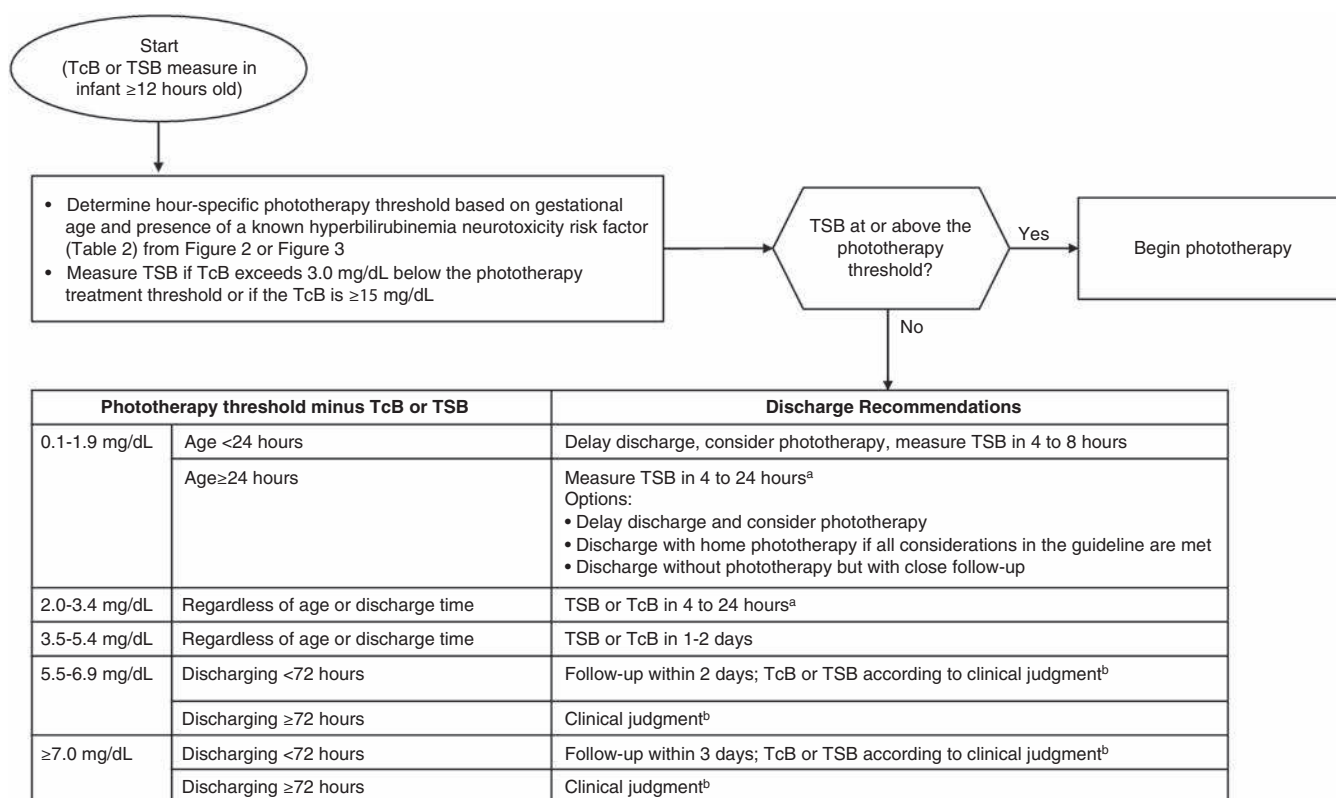 Start
(TcB or TSB measure in
infant ≥12 hours old)
• Determine hour-specific phototherapy threshold based on gestational
age and presence of a known hyperbilirubinemia neurotoxicity risk factor
(Table 2) from Figure 2 or Figure 3
• Measure TSB if TcB exceeds 3.0 mg/dL below the phototherapy
treatment threshold or if the TcB is ≥15 mg/dL
TSB at or above the
phototherapy
threshold?
Yes
Begin phototherapy
No
Phototherapy threshold minus TcB or TSB
Discharge Recommendations
0.1-1.9 mg/dL
Age <24 hours
Delay discharge, consider phototherapy, measure TSB in 4 to 8 hours
Age≥24 hours
Measure TSB in 4 to 24 hoursᵃ
Options:
• Delay discharge and consider phototherapy
• Discharge with home phototherapy if all considerations in the guideline are met
• Discharge without phototherapy but with close follow-up
2.0-3.4 mg/dL
Regardless of age or discharge time
TSB or TcB in 4 to 24 hoursᵃ
3.5-5.4 mg/dL
Regardless of age or discharge time
TSB or TcB in 1-2 days
5.5-6.9 mg/dL
Discharging <72 hours
Follow-up within 2 days; TcB or TSB according to clinical judgmentᵇ
Discharging ≥72 hours
Clinical judgmentᵇ
≥7.0 mg/dL
Discharging <72 hours
Follow-up within 3 days; TcB or TSB according to clinical judgmentᵇ
Discharging ≥72 hours
Clinical judgmentᵇ